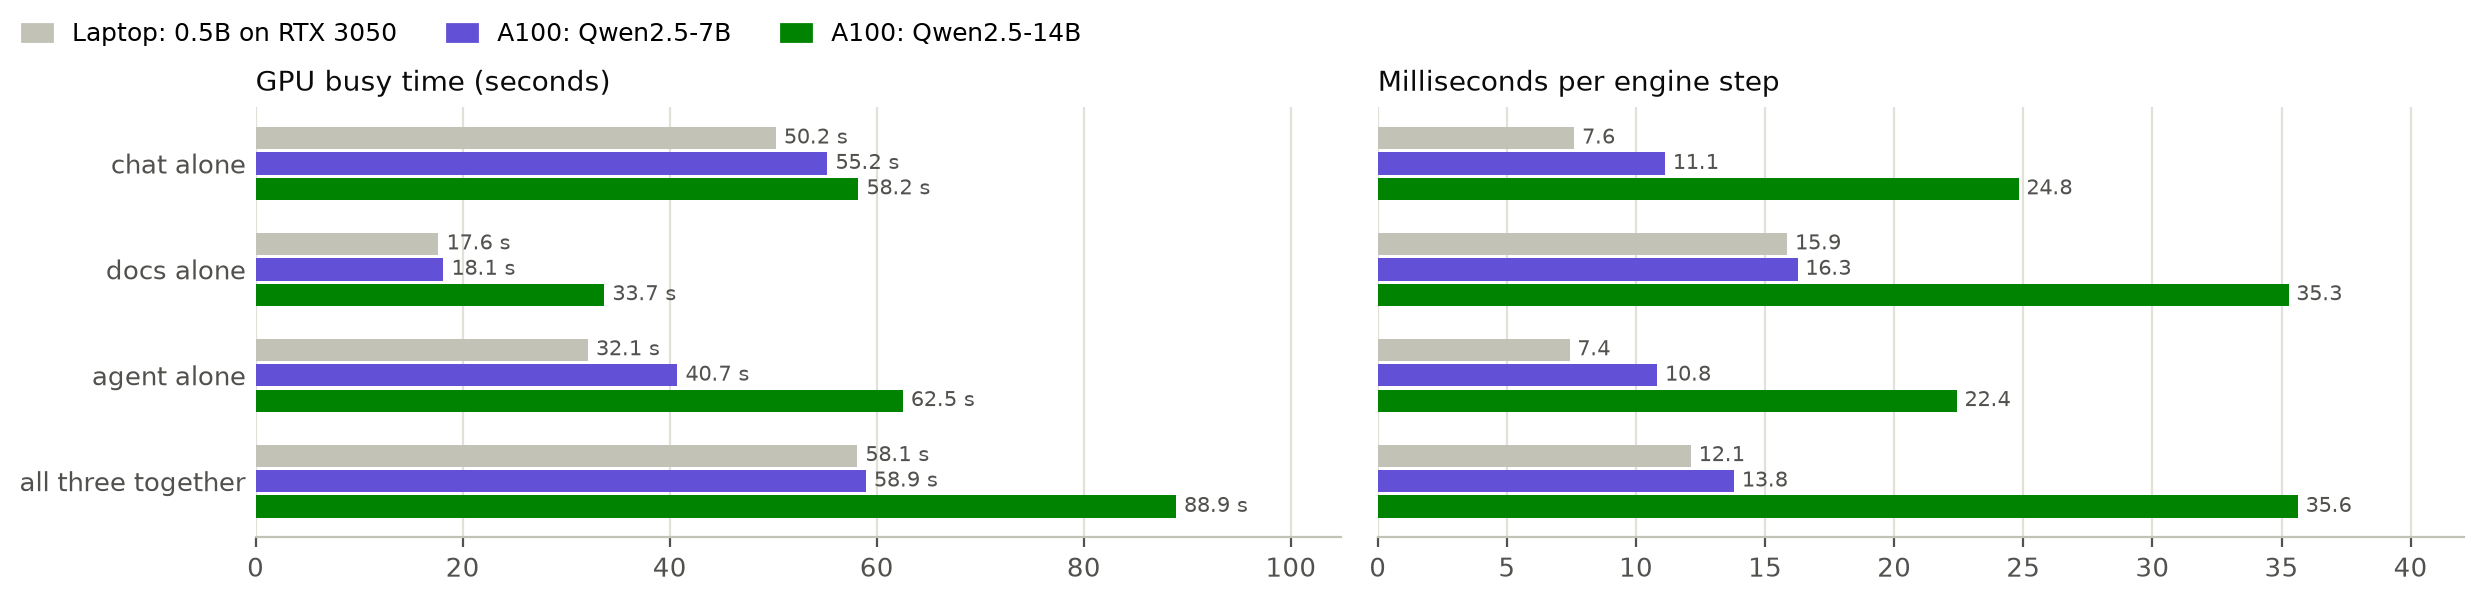 Laptop: 0.5B on RTX 3050    A100: Qwen2.5-7B    A100: Qwen2.5-14B
GPU busy time (seconds)
chat alone
50.2 s
55.2 s
58.2 s
docs alone
17.6 s
18.1 s
33.7 s
agent alone
32.1 s
40.7 s
62.5 s
all three together
58.1 s
58.9 s
88.9 s
0 20 40 60 80 100
Milliseconds per engine step
7.6
11.1
24.8
15.9
16.3
35.3
7.4
10.8
22.4
12.1
13.8
35.6
0 5 10 15 20 25 30 35 40